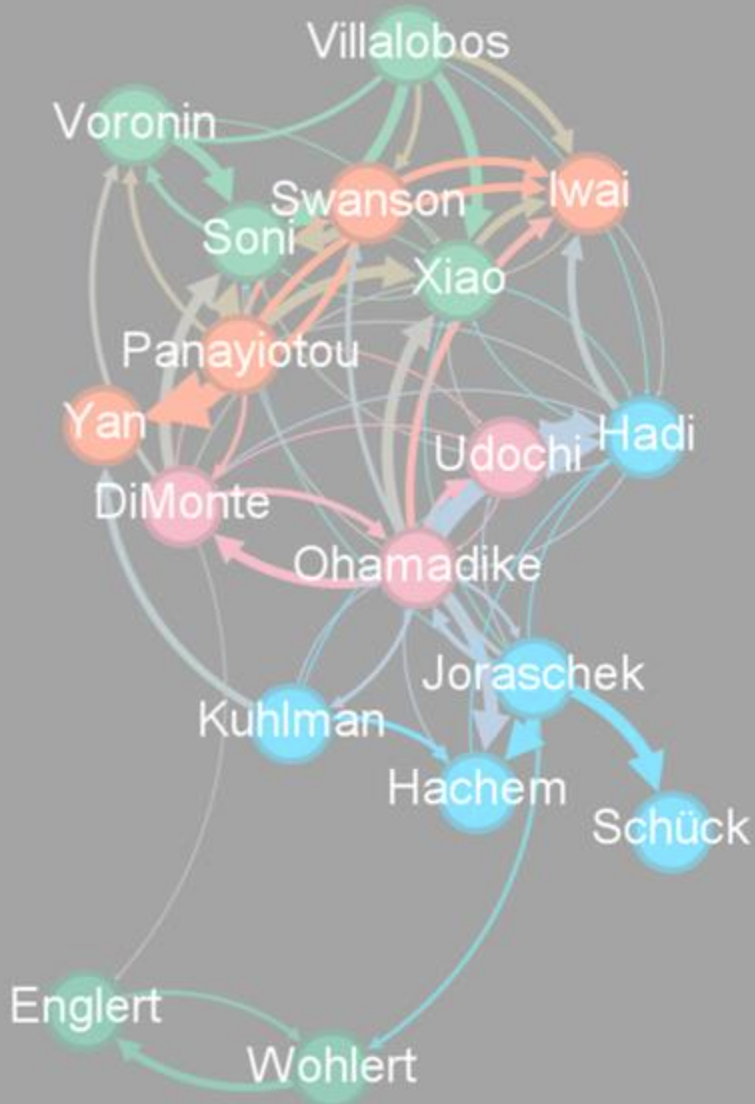 Villalobos
Voronin
Swanson
Iwai
Soni
Xiao
Panayiotou
Yan
Hadi
Udochi
DiMonte
Ohamadike
Joraschek
Kuhlman
Hachem
Schück
Englert
Wohlert